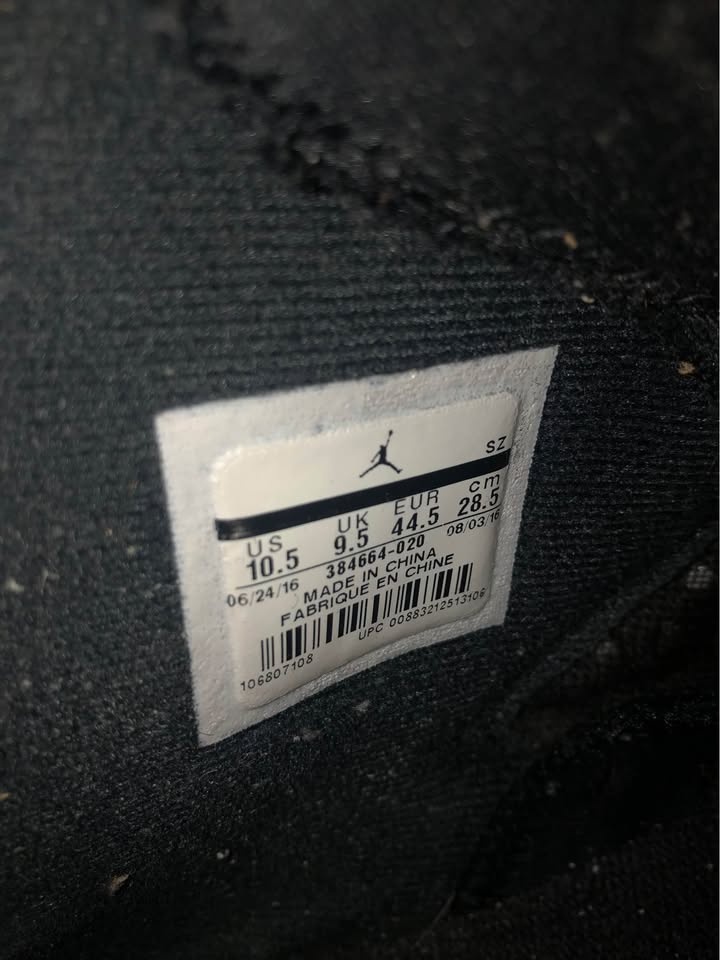 SZ
US UK EUR cm
10.5 9.5 44.5 28.5
06/24/16 384664-020 08/03/16
MADE IN CHINA
FABRIQUE EN CHINE
106807108 UPC 00883212513106